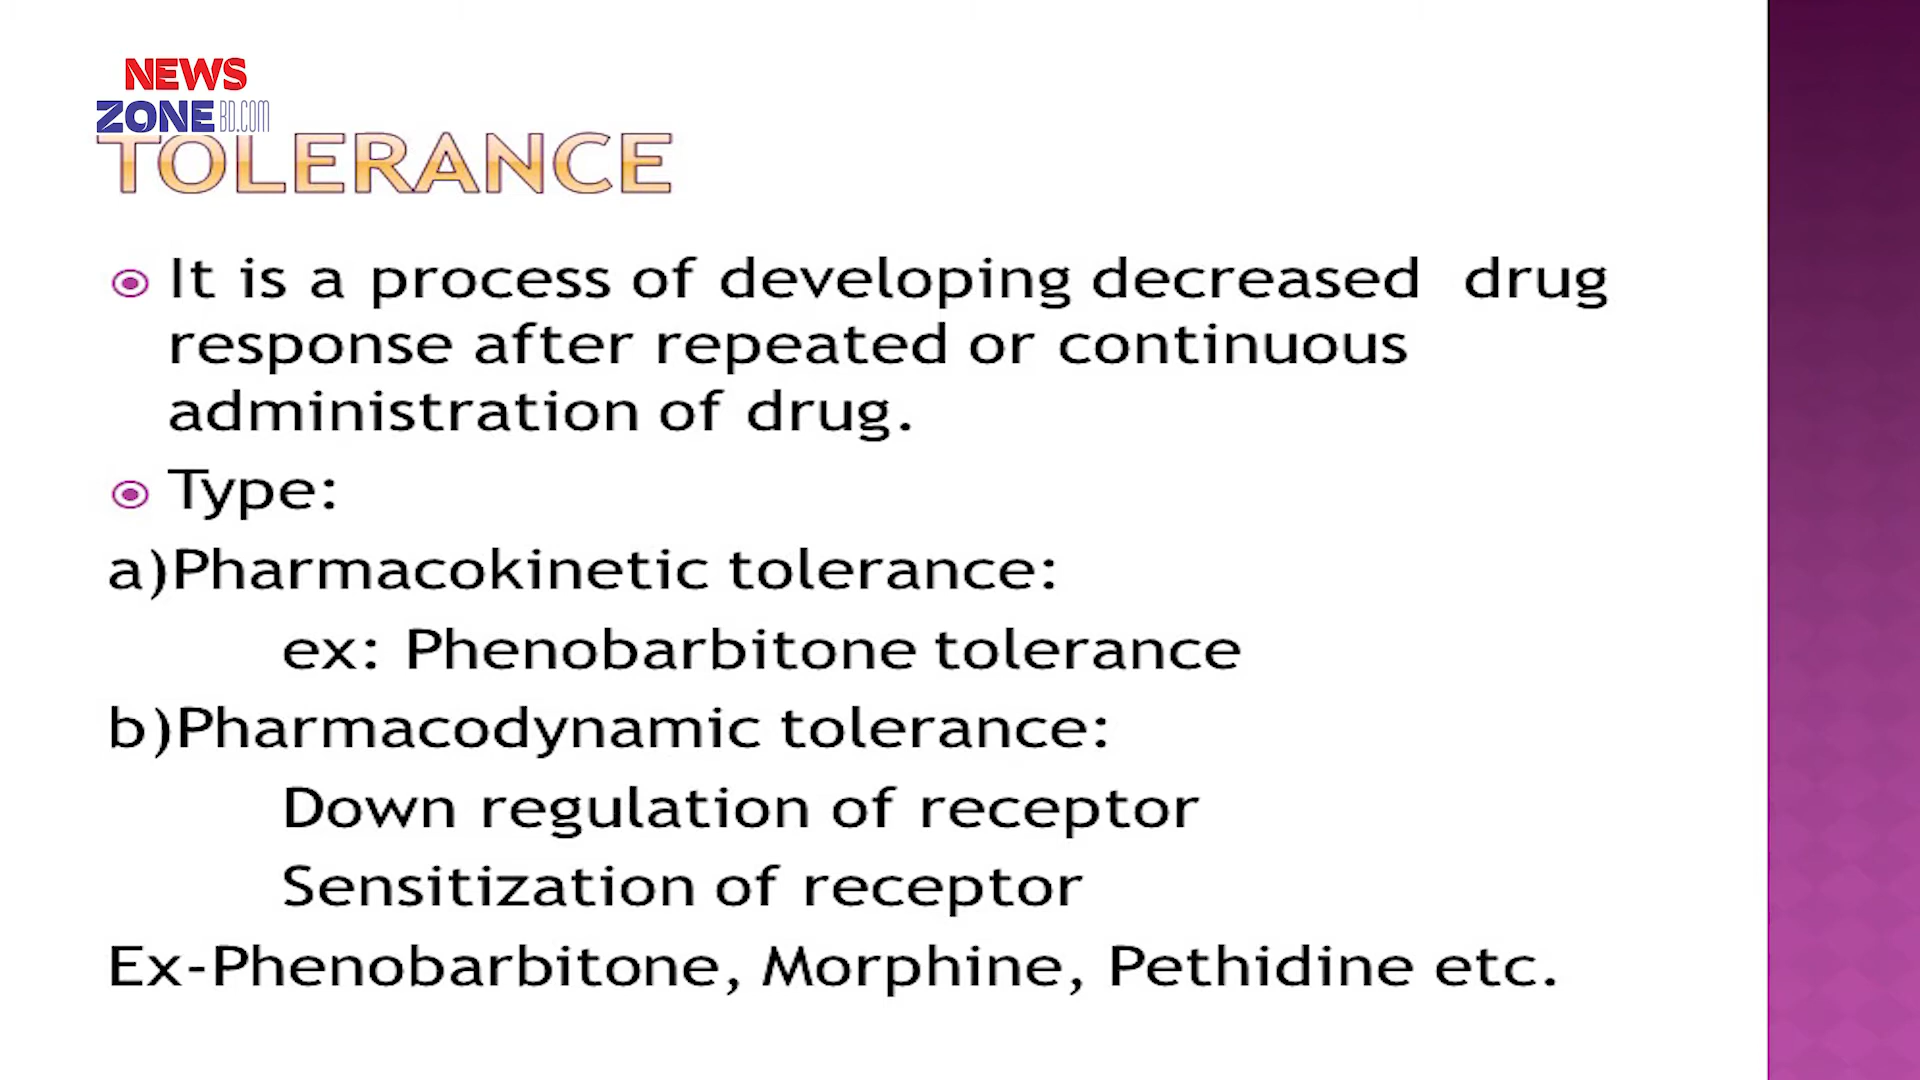 NEWS
ZONE BD.COM
TOLERANCE
It is a process of developing decreased drug
response after repeated or continuous
administration of drug.
Type:
a)Pharmacokinetic tolerance:
ex: Phenobarbitone tolerance
b)Pharmacodynamic tolerance:
Down regulation of receptor
Sensitization of receptor
Ex-Phenobarbitone, Morphine, Pethidine etc.